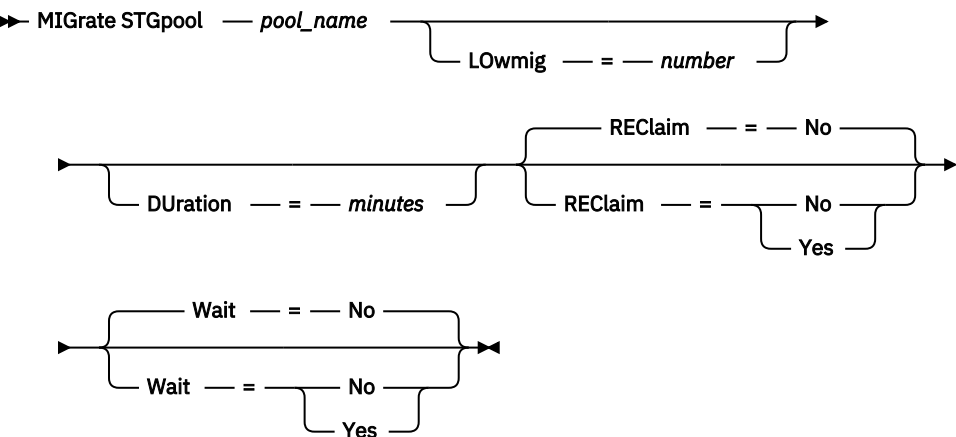 MIGrate STGpool pool_name
LOwmig = number
REClaim = No
DUration = minutes
REClaim = No
Yes
Wait = No
Wait = No
Yes